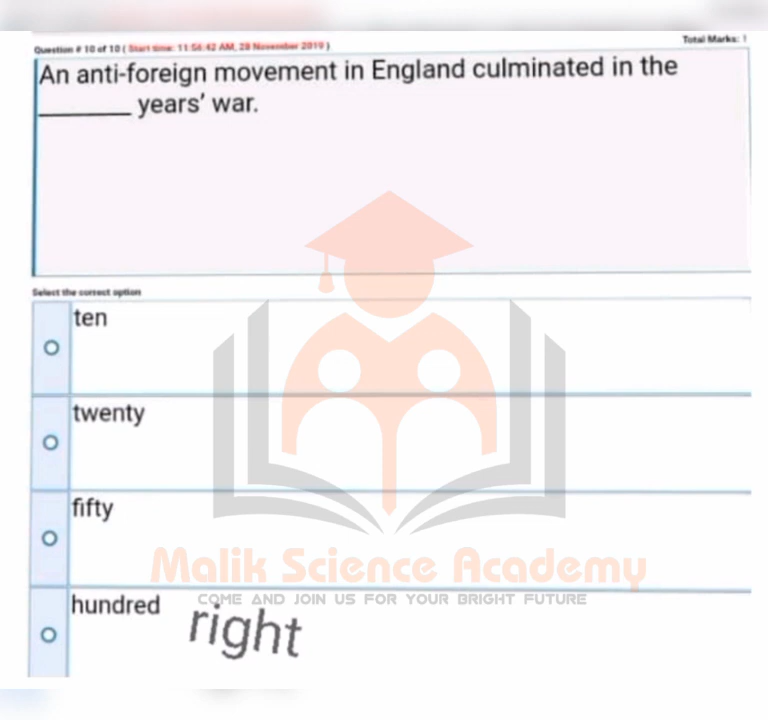 Question # 10 of 10 ( Start time: 11:54:42 AM, 28 November 2019 )
Total Marks: 1
An anti-foreign movement in England culminated in the
_______ years' war.
Select the correct option
ten
twenty
fifty
hundred
right
Malik Science Academy
COME AND JOIN US FOR YOUR BRIGHT FUTURE